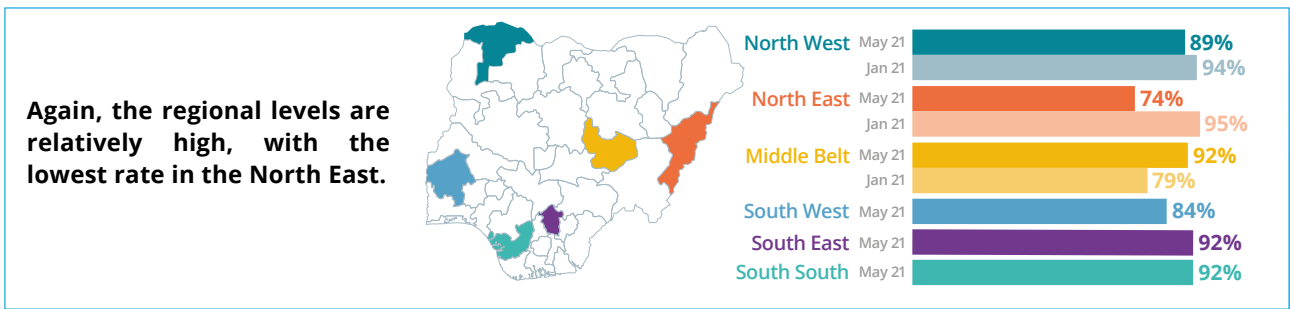 Again, the regional levels are
relatively high, with the
lowest rate in the North East.
North West May 21 89%
Jan 21 94%
North East May 21 74%
Jan 21 95%
Middle Belt May 21 92%
Jan 21 79%
South West May 21 84%
South East May 21 92%
South South May 21 92%